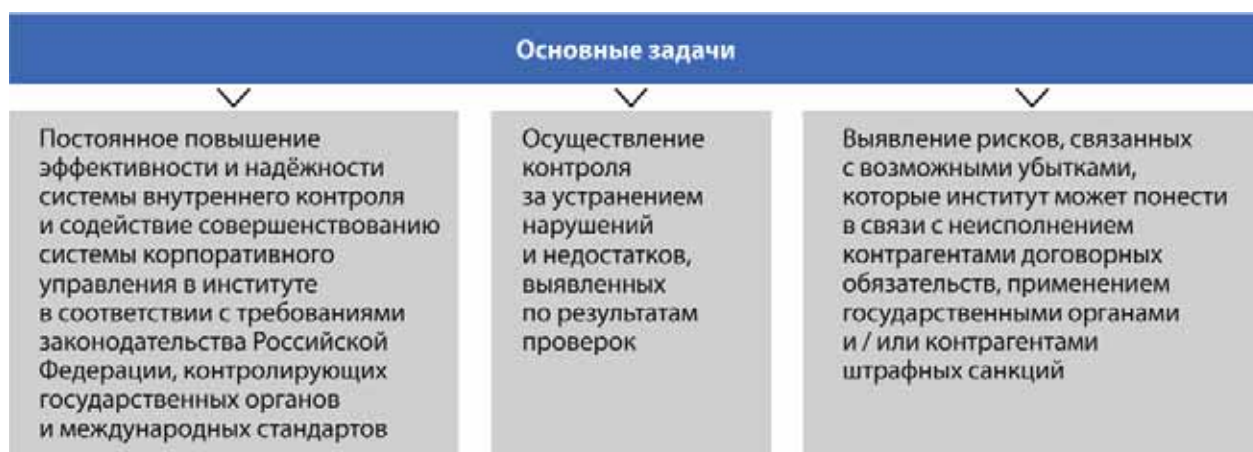 Основные задачи
Постоянное повышение
эффективности и надёжности
системы внутреннего контроля
и содействие совершенствованию
системы корпоративного
управления в институте
в соответствии с требованиями
законодательства Российской
Федерации, контролирующих
государственных органов
и международных стандартов
Осуществление
контроля
за устранением
нарушений
и недостатков,
выявленных
по результатам
проверок
Выявление рисков, связанных
с возможными убытками,
которые институт может понести
в связи с неисполнением
контрагентами договорных
обязательств, применением
государственными органами
и / или контрагентами
штрафных санкций